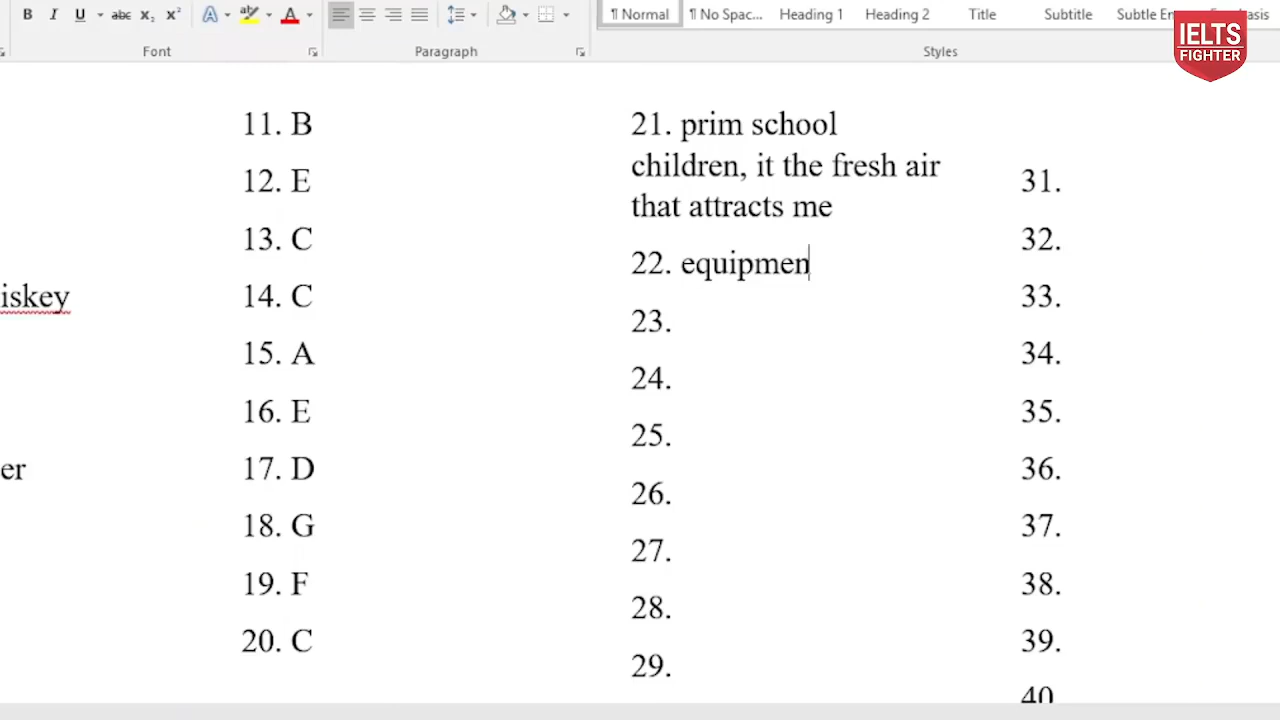 B I U abc X₂ X² A ab A
¶ Normal ¶ No Spac... Heading 1 Heading 2 Title Subtitle Subtle Em
IELTS
FIGHTER
Font Paragraph Styles
iskey
er
11. B
12. E
13. C
14. C
15. A
16. E
17. D
18. G
19. F
20. C
21. prim school
children, it the fresh air
that attracts me
22. equipmen
23.
24.
25.
26.
27.
28.
29.
31.
32.
33.
34.
35.
36.
37.
38.
39.
40